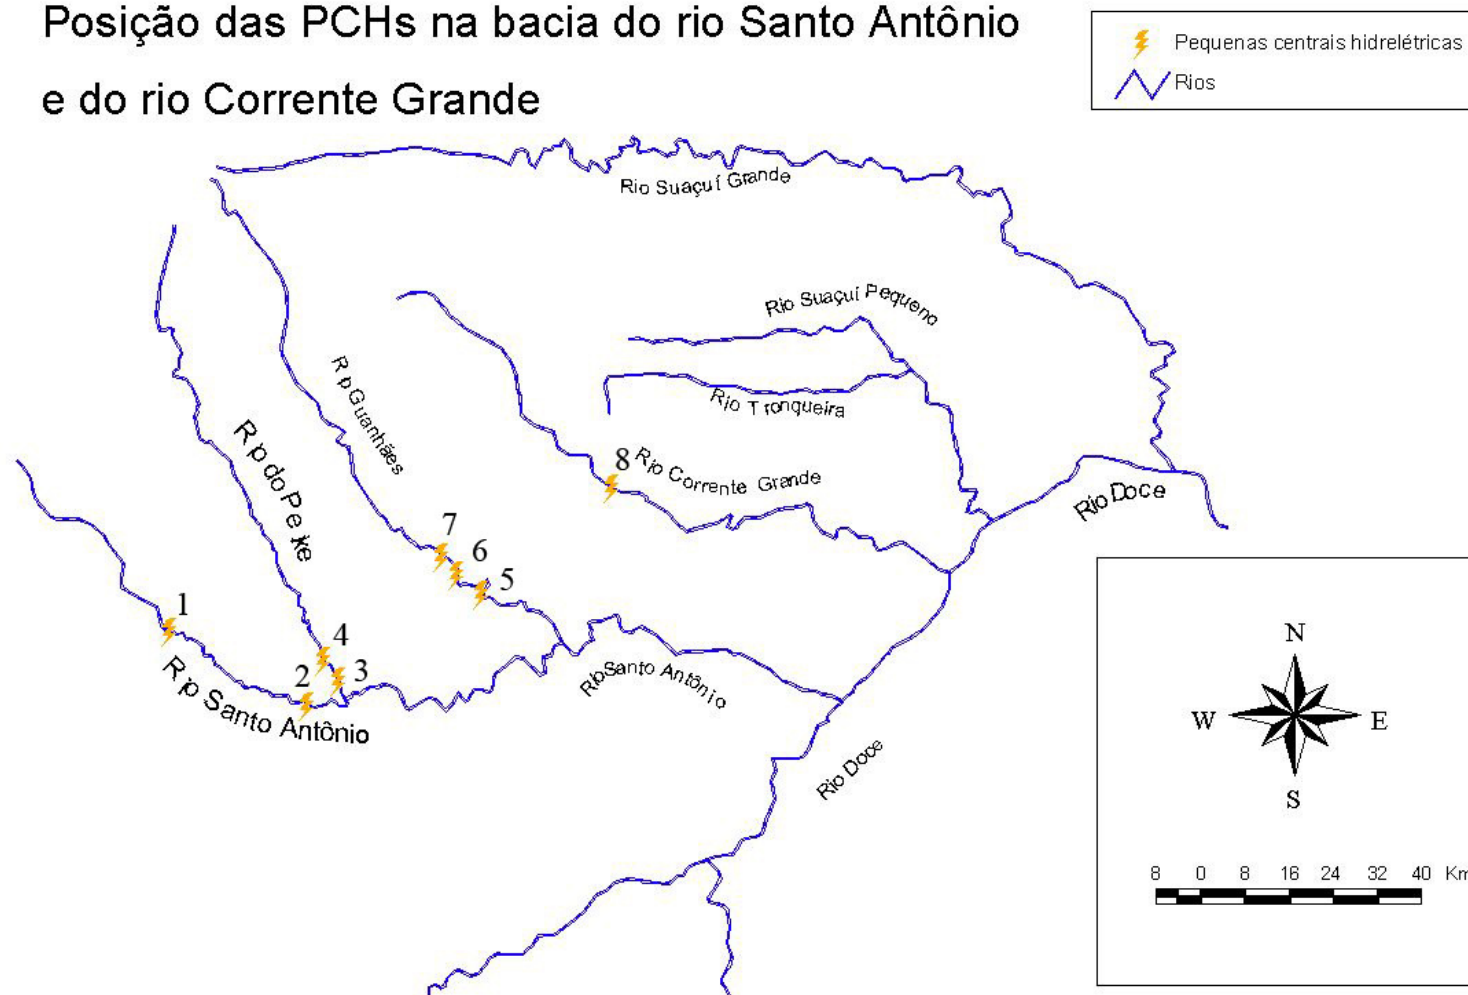 Posição das PCHs na bacia do rio Santo Antônio
e do rio Corrente Grande
Pequenas centrais hidrelétricas
Rios
Rio Suaçuí Grande
Rio Suaçuí Pequeno
Rio Tronqueira
Rio Guanhães
Rio do Peixe
8
Rio Corrente Grande
Rio Doce
7
6
5
1
4
2
3
Rio Santo Antônio
Rio Santo Antônio
Rio Doce
N
W
E
S
8 0 8 16 24 32 40 Km